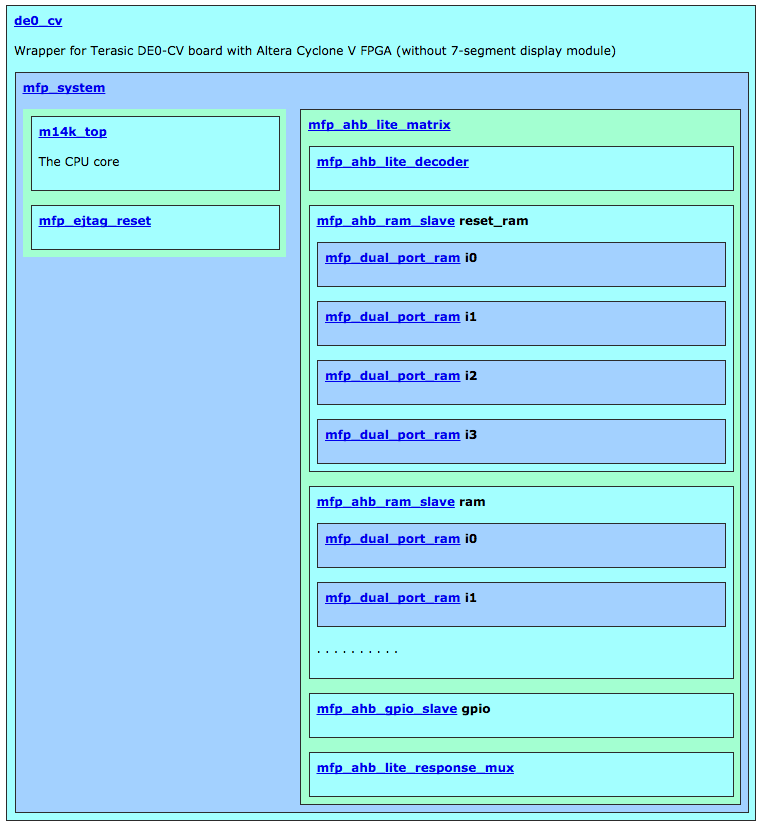 de0_cv
Wrapper for Terasic DE0-CV board with Altera Cyclone V FPGA (without 7-segment display module)
mfp_system
m14k_top
The CPU core
mfp_ejtag_reset
mfp_ahb_lite_matrix
mfp_ahb_lite_decoder
mfp_ahb_ram_slave reset_ram
mfp_dual_port_ram i0
mfp_dual_port_ram i1
mfp_dual_port_ram i2
mfp_dual_port_ram i3
mfp_ahb_ram_slave ram
mfp_dual_port_ram i0
mfp_dual_port_ram i1
. . . . . . . . . .
mfp_ahb_gpio_slave gpio
mfp_ahb_lite_response_mux